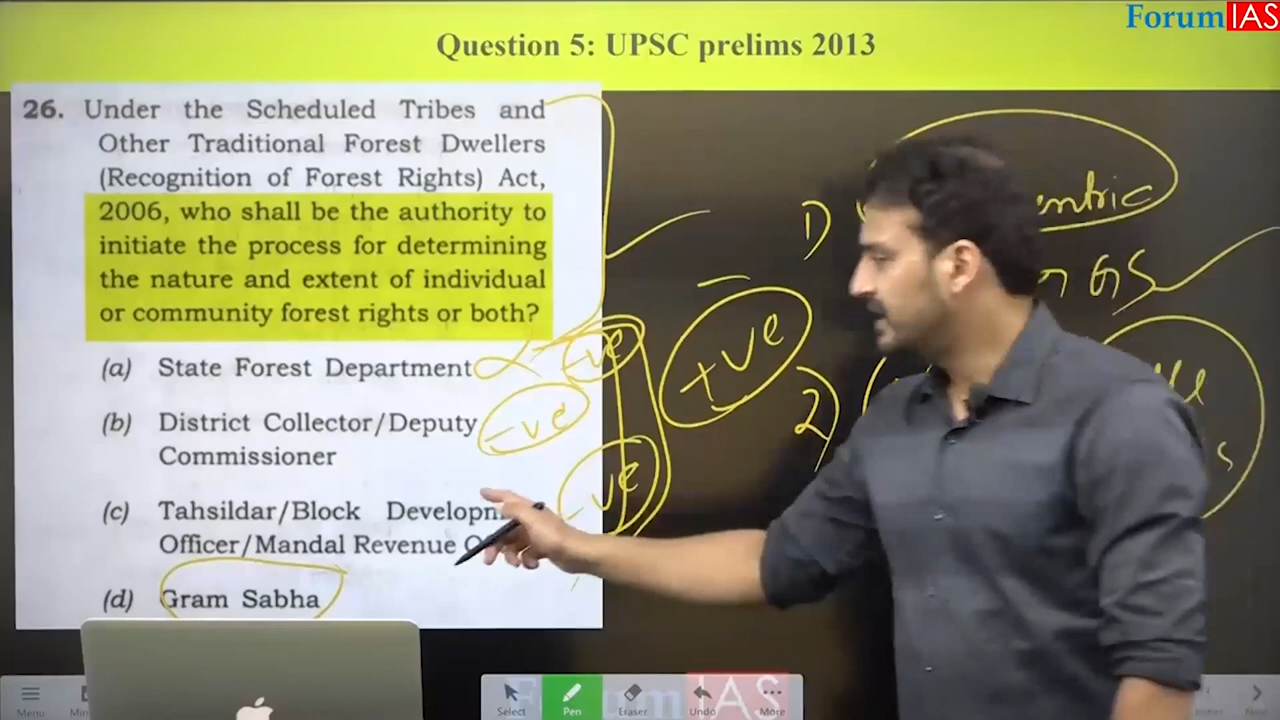 ForumIAS
Question 5: UPSC prelims 2013
26. Under the Scheduled Tribes and
Other Traditional Forest Dwellers
(Recognition of Forest Rights) Act,
2006, who shall be the authority to
initiate the process for determining
the nature and extent of individual
or community forest rights or both?
(a) State Forest Department
(b) District Collector/Deputy
Commissioner
(c) Tahsildar/Block
Officer/Mandal Revenue
(d) Gram Sabha
-ve
-ve
-ve
+ve
1)
GS
2)
Menu
Select
Pen
Eraser
Undo
More
Forum IAS